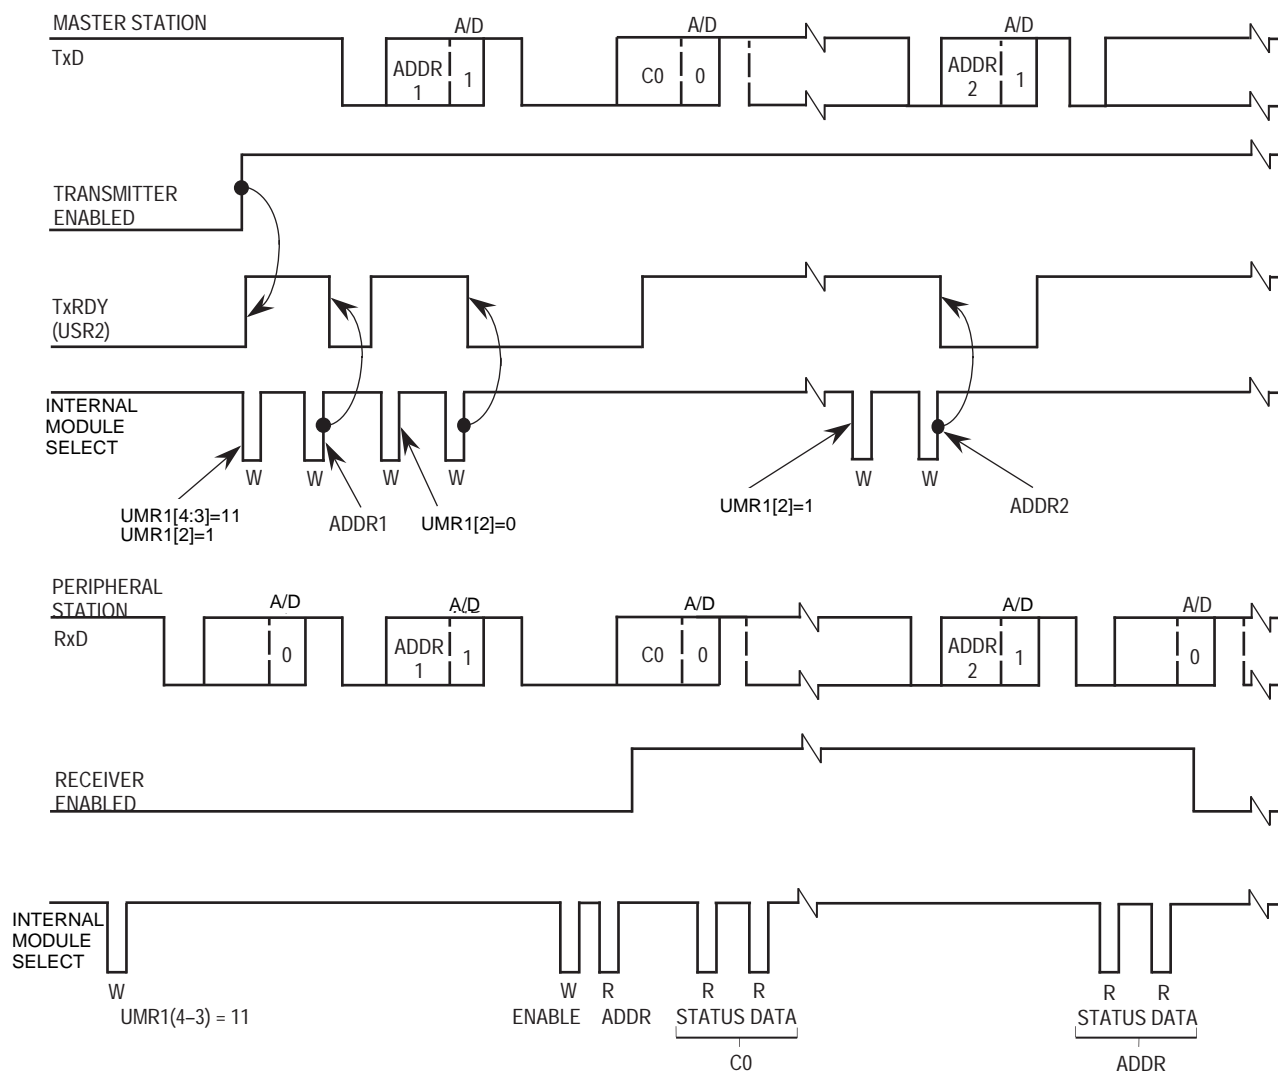 MASTER STATION
A/D A/D A/D
TxD
ADDR 1 1
C0 0
ADDR 2 1
TRANSMITTER
ENABLED
TxRDY
(USR2)
INTERNAL
MODULE
SELECT
W W W W W W
UMR1[4:3]=11
UMR1[2]=1
ADDR1
UMR1[2]=0
UMR1[2]=1
ADDR2
PERIPHERAL
STATION
A/D A/D A/D A/D A/D
RxD
0
ADDR 1 1
C0 0
ADDR 2 1
0
RECEIVER
ENABLED
INTERNAL
MODULE
SELECT
W W R R R R R
UMR1(4–3) = 11
ENABLE ADDR STATUS DATA STATUS DATA
C0 ADDR